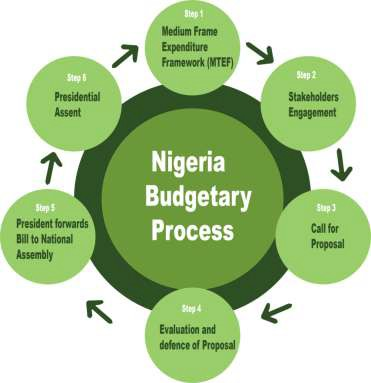 Step 1
Medium Frame
Expenditure
Framework (MTEF)
Step 2
Stakeholders
Engagement
Step 3
Call for
Proposal
Step 4
Evaluation and
defence of Proposal
Step 5
President forwards
Bill to National
Assembly
Step 6
Presidential
Assent
Nigeria
Budgetary
Process